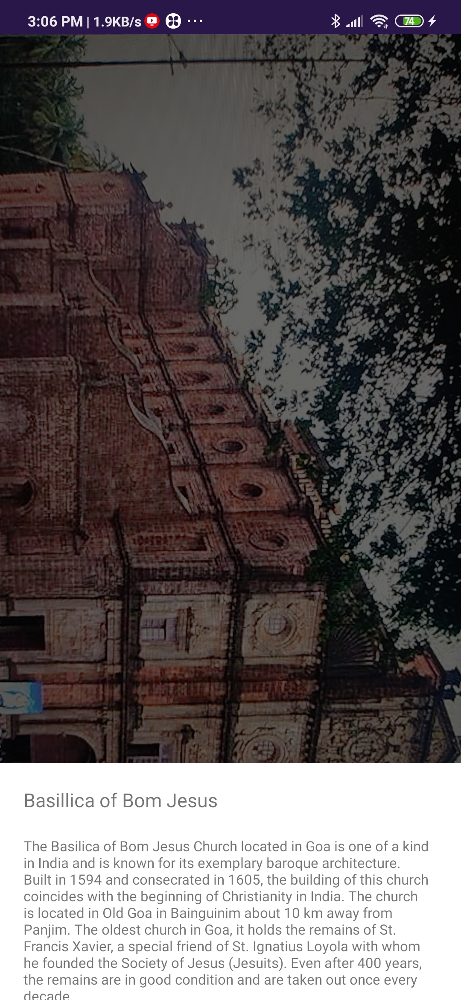 3:06 PM | 1.9KB/s
74
Basillica of Bom Jesus
The Basilica of Bom Jesus Church located in Goa is one of a kind
in India and is known for its exemplary baroque architecture.
Built in 1594 and consecrated in 1605, the building of this church
coincides with the beginning of Christianity in India. The church
is located in Old Goa in Bainguinim about 10 km away from
Panjim. The oldest church in Goa, it holds the remains of St.
Francis Xavier, a special friend of St. Ignatius Loyola with whom
he founded the Society of Jesus (Jesuits). Even after 400 years,
the remains are in good condition and are taken out once every
decade.